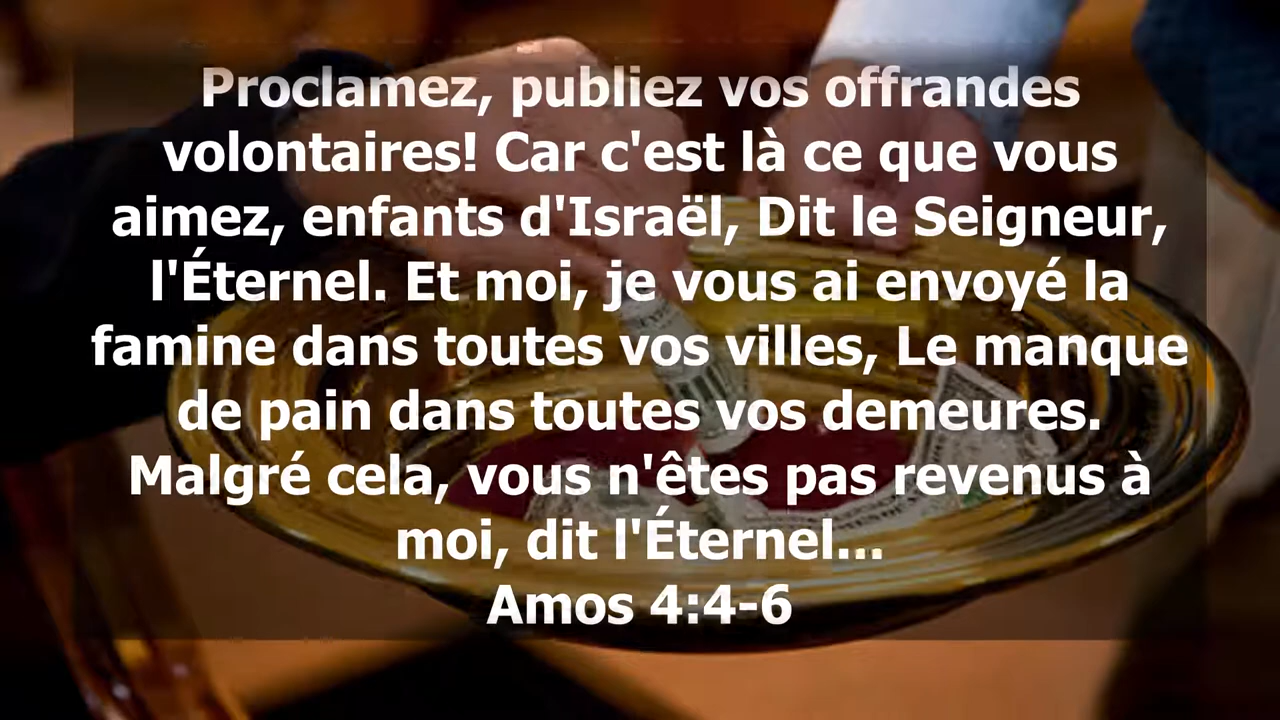 Proclamez, publiez vos offrandes
volontaires! Car c'est là ce que vous
aimez, enfants d'Israël, Dit le Seigneur,
l'Éternel. Et moi, je vous ai envoyé la
famine dans toutes vos villes, Le manque
de pain dans toutes vos demeures.
Malgré cela, vous n'êtes pas revenus à
moi, dit l'Éternel...
Amos 4:4-6